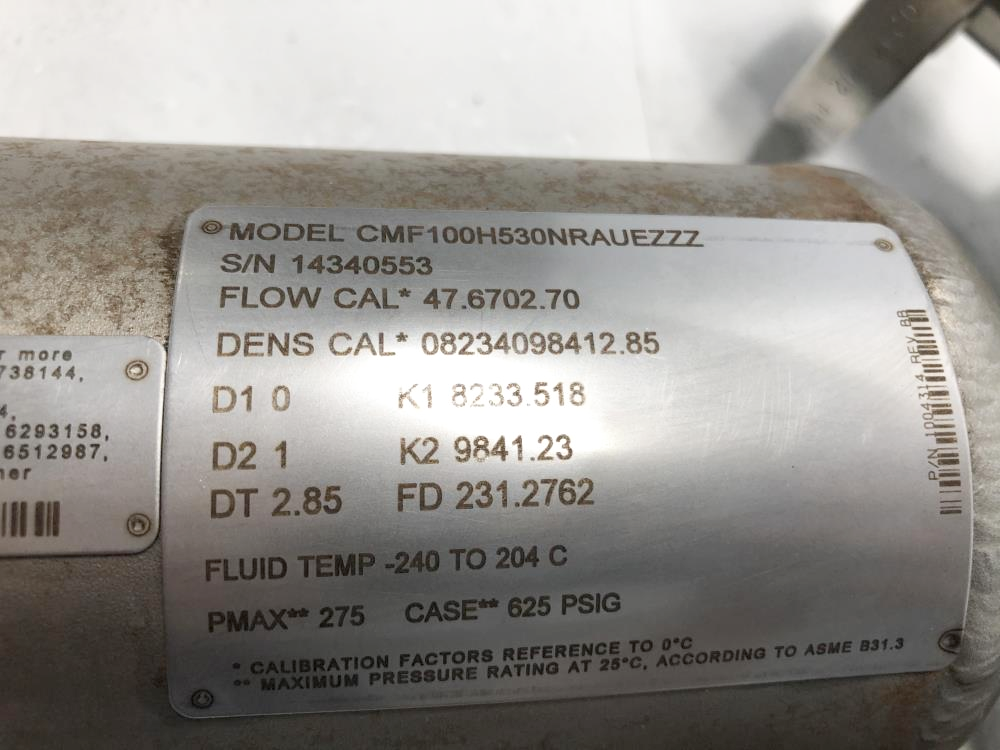 MODEL CMF100H530NRAUEZZZ
S/N 14340553
FLOW CAL* 47.6702.70
DENS CAL* 08234098412.85
D1 0 K1 8233.518
D2 1 K2 9841.23
DT 2.85 FD 231.2762
FLUID TEMP -240 TO 204 C
PMAX** 275 CASE** 625 PSIG
* CALIBRATION FACTORS REFERENCE TO 0°C
** MAXIMUM PRESSURE RATING AT 25°C, ACCORDING TO ASME B31.3
P/N 1004314 REV BB
more
738144,
6293158,
6512987,